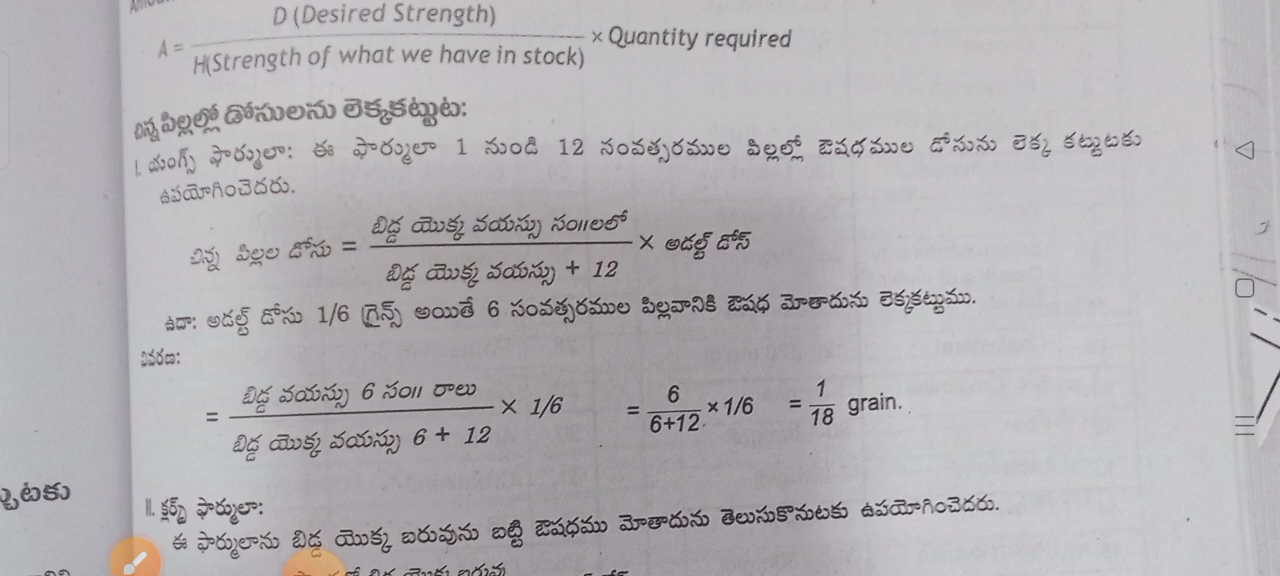 A = D (Desired Strength) / H(Strength of what we have in stock) × Quantity required
చిన్న పిల్లల్లో డోసులను లెక్కకట్టుట:
I. యంగ్స్ ఫార్ములా: ఈ ఫార్ములా 1 నుండి 12 సంవత్సరముల పిల్లల్లో ఔషధముల డోసును లెక్క కట్టుటకు
ఉపయోగించెదరు.
చిన్న పిల్లల డోసు = బిడ్డ యొక్క వయస్సు సం॥లలో / బిడ్డ యొక్క వయస్సు + 12 × అడల్ట్ డోస్
ఉదా: అడల్ట్ డోసు 1/6 గ్రైన్స్ అయితే 6 సంవత్సరముల పిల్లవానికి ఔషధ మోతాదును లెక్కకట్టుము.
వివరణ:
= బిడ్డ వయస్సు 6 సం॥ రాలు / బిడ్డ యొక్క వయస్సు 6 + 12 × 1/6 = 6 / 6+12 × 1/6 = 1 / 18 grain.
ట్టుటకు
II. క్లర్క్స్ ఫార్ములా:
ఈ ఫార్ములాను బిడ్డ యొక్క బరువును బట్టి ఔషధము మోతాదును తెలుసుకొనుటకు ఉపయోగించెదరు.